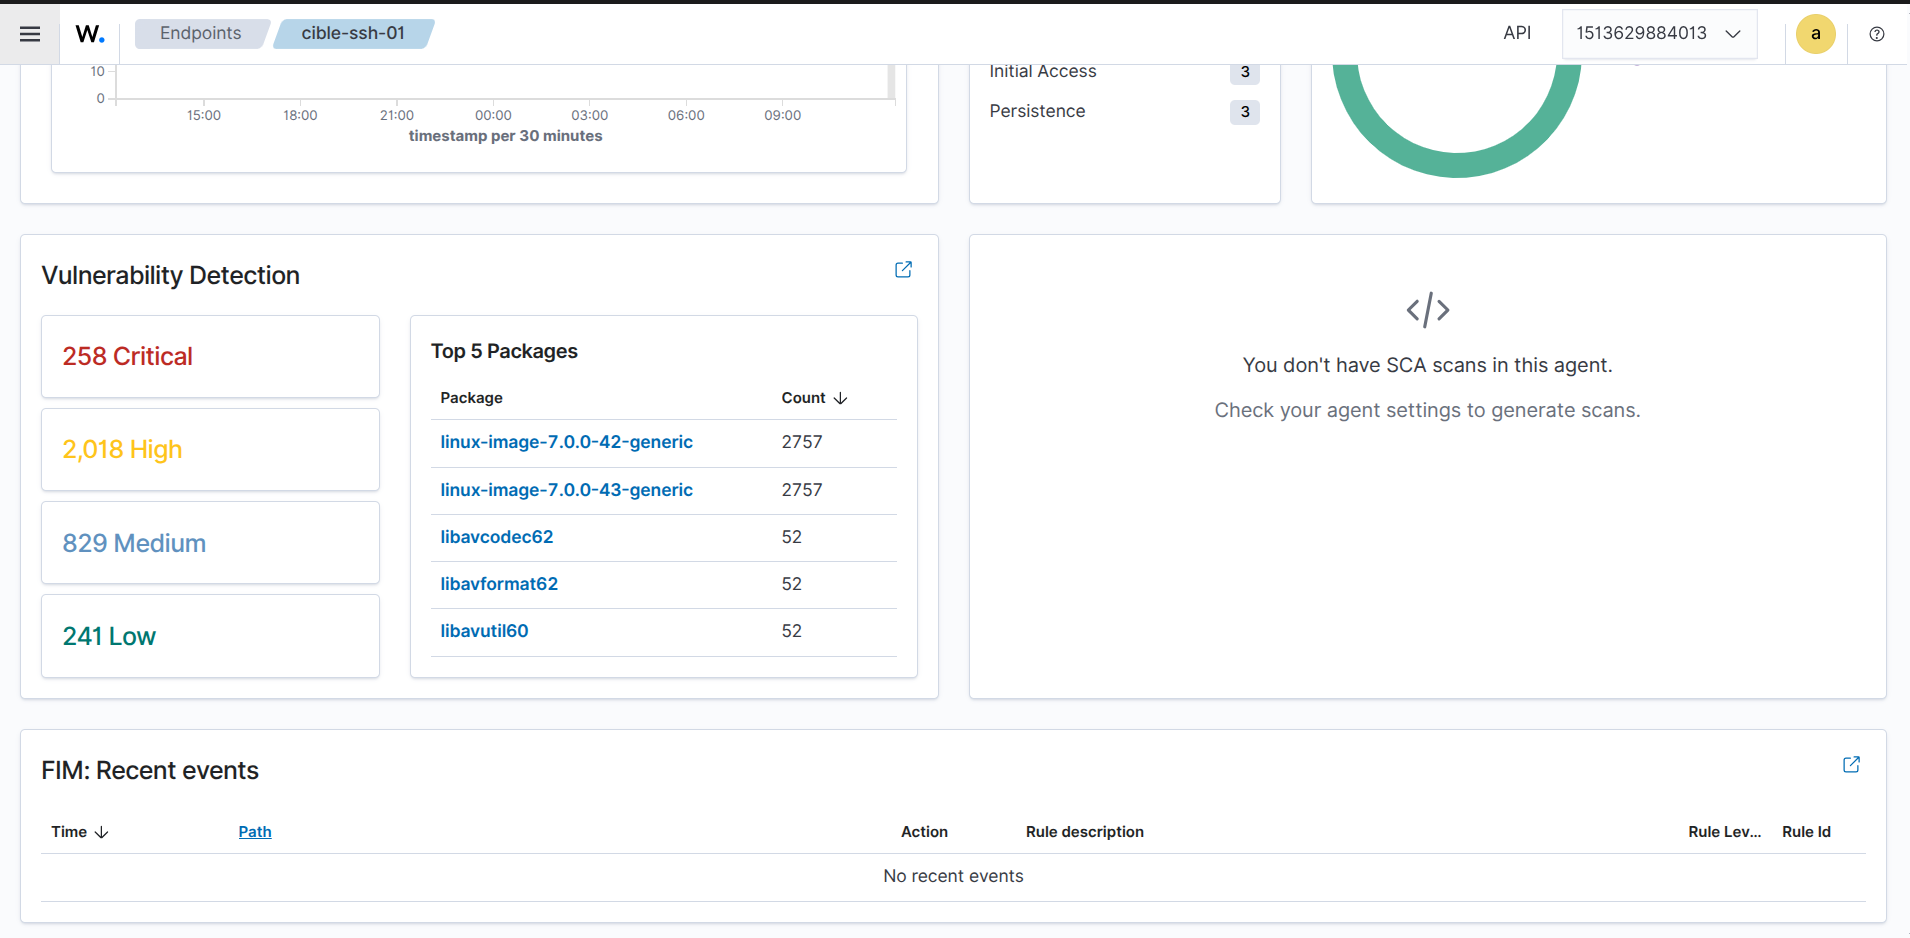 W.
Endpoints
cible-ssh-01
API
1513629884013
a
10
0
15:00 18:00 21:00 00:00 03:00 06:00 09:00
timestamp per 30 minutes
Initial Access 3
Persistence 3
Vulnerability Detection
258 Critical
2,018 High
829 Medium
241 Low
Top 5 Packages
Package Count
linux-image-7.0.0-42-generic 2757
linux-image-7.0.0-43-generic 2757
libavcodec62 52
libavformat62 52
libavutil60 52
You don't have SCA scans in this agent.
Check your agent settings to generate scans.
FIM: Recent events
Time Path Action Rule description Rule Lev... Rule Id
No recent events